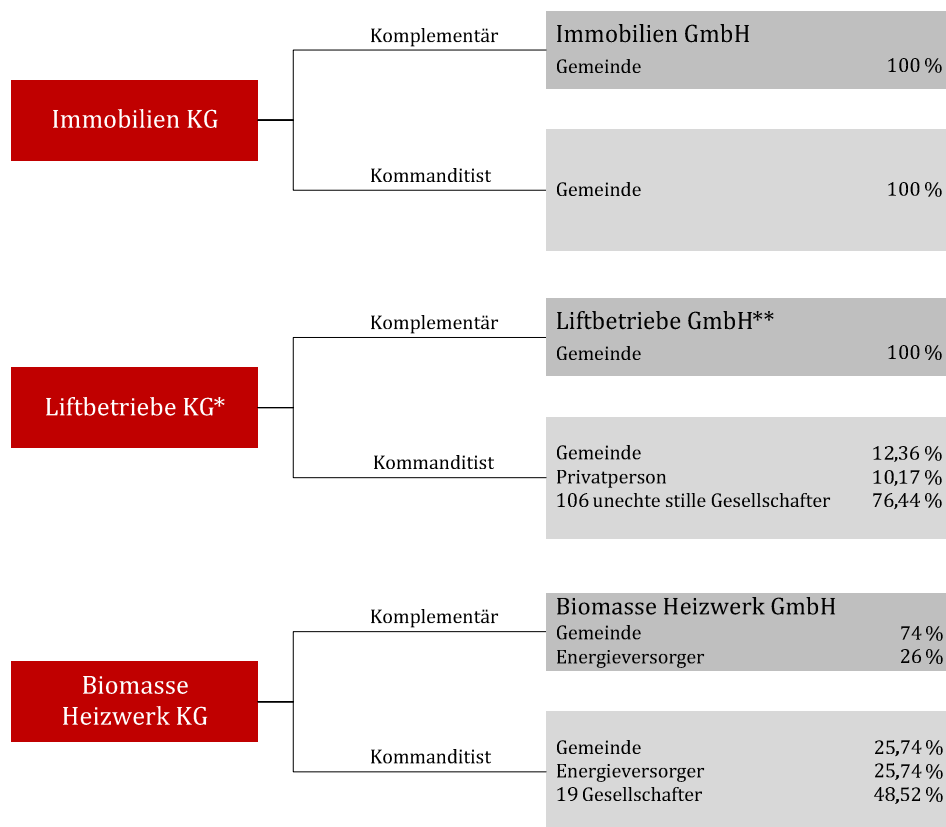 Komplementär
Immobilien GmbH
Gemeinde 100 %
Immobilien KG
Kommanditist
Gemeinde 100 %
Komplementär
Liftbetriebe GmbH**
Gemeinde 100 %
Liftbetriebe KG*
Kommanditist
Gemeinde 12,36 %
Privatperson 10,17 %
106 unechte stille Gesellschafter 76,44 %
Komplementär
Biomasse Heizwerk GmbH
Gemeinde 74 %
Energieversorger 26 %
Biomasse
Heizwerk KG
Kommanditist
Gemeinde 25,74 %
Energieversorger 25,74 %
19 Gesellschafter 48,52 %